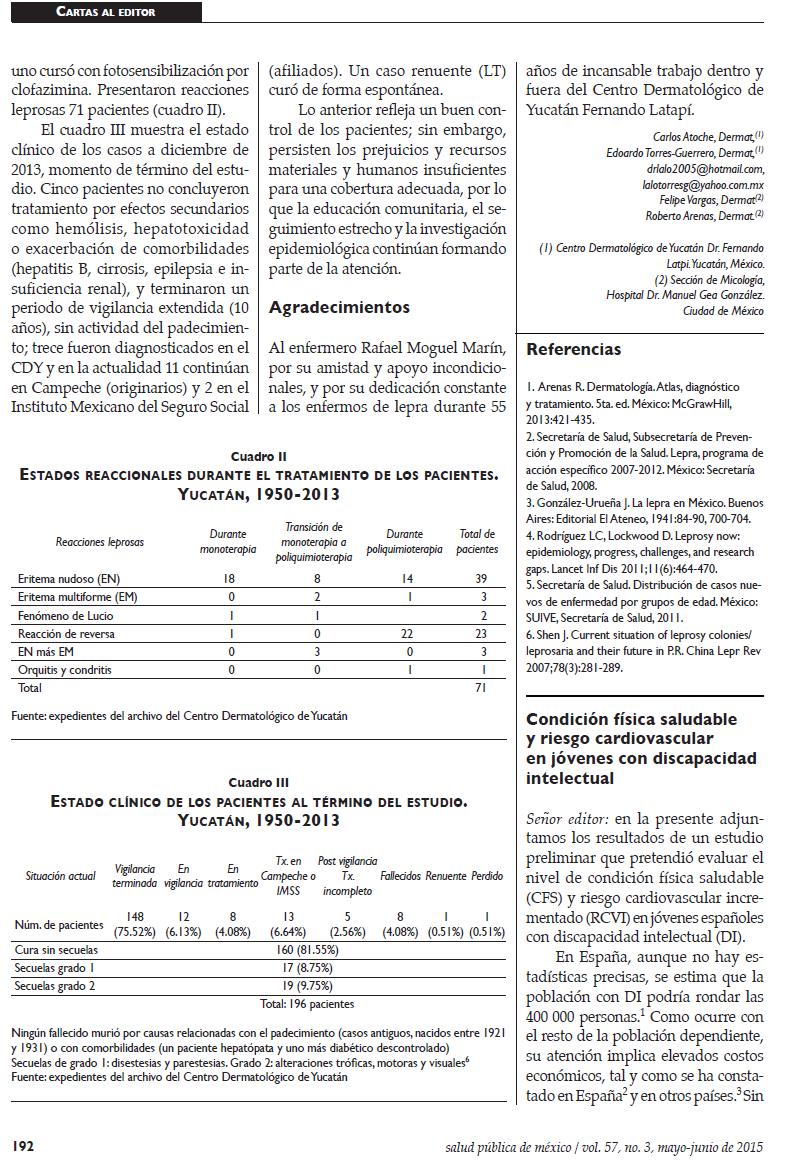 CARTAS AL EDITOR
uno cursó con fotosensibilización por
clofazimina. Presentaron reacciones
leprosas 71 pacientes (cuadro II).
El cuadro III muestra el estado
clínico de los casos a diciembre de
2013, momento de término del estu-
dio. Cinco pacientes no concluyeron
tratamiento por efectos secundarios
como hemólisis, hepatotoxicidad
o exacerbación de comorbilidades
(hepatitis B, cirrosis, epilepsia e in-
suficiencia renal), y terminaron un
periodo de vigilancia extendida (10
años), sin actividad del padecimien-
to; trece fueron diagnosticados en el
CDY y en la actualidad 11 continúan
en Campeche (originarios) y 2 en el
Instituto Mexicano del Seguro Social
(afiliados). Un caso renuente (LT)
curó de forma espontánea.
Lo anterior refleja un buen con-
trol de los pacientes; sin embargo,
persisten los prejuicios y recursos
materiales y humanos insuficientes
para una cobertura adecuada, por lo
que la educación comunitaria, el se-
guimiento estrecho y la investigación
epidemiológica continúan formando
parte de la atención.
Agradecimientos
Al enfermero Rafael Moguel Marín,
por su amistad y apoyo incondicio-
nales, y por su dedicación constante
a los enfermos de lepra durante 55
años de incansable trabajo dentro y
fuera del Centro Dermatológico de
Yucatán Fernando Latapí.
Carlos Atoche, Dermat,(1)
Edoardo Torres-Guerrero, Dermat,(1)
drlalo2005@hotmail.com,
lalotorresg@yahoo.com.mx
Felipe Vargas, Dermat(2)
Roberto Arenas, Dermat.(2)
(1) Centro Dermatológico de Yucatán Dr. Fernando
Latpi. Yucatán, México.
(2) Sección de Micología,
Hospital Dr. Manuel Gea González.
Ciudad de México
Referencias
1. Arenas R. Dermatología. Atlas, diagnóstico
y tratamiento. 5ta. ed. México: McGrawHill,
2013:421-435.
2. Secretaría de Salud, Subsecretaría de Preven-
ción y Promoción de la Salud. Lepra, programa de
acción específico 2007-2012. México: Secretaría
de Salud, 2008.
3. González-Urueña J. La lepra en México. Buenos
Aires: Editorial El Ateneo, 1941:84-90, 700-704.
4. Rodríguez LC, Lockwood D. Leprosy now:
epidemiology, progress, challenges, and research
gaps. Lancet Inf Dis 2011;11(6):464-470.
5. Secretaría de Salud. Distribución de casos nue-
vos de enfermedad por grupos de edad. México:
SUIVE, Secretaría de Salud, 2011.
6. Shen J. Current situation of leprosy colonies/
leprosaria and their future in P.R. China Lepr Rev
2007;78(3):281-289.
Cuadro II
ESTADOS REACCIONALES DURANTE EL TRATAMIENTO DE LOS PACIENTES.
YUCATÁN, 1950-2013
Reacciones leprosas Durante monoterapia Transición de monoterapia a poliquimioterapia Durante poliquimioterapia Total de pacientes
Eritema nudoso (EN) 18 8 14 39
Eritema multiforme (EM) 0 2 1 3
Fenómeno de Lucio 1 1 2
Reacción de reversa 1 0 22 23
EN más EM 0 3 0 3
Orquitis y condritis 0 0 1 1
Total 71
Fuente: expedientes del archivo del Centro Dermatológico de Yucatán
Cuadro III
ESTADO CLÍNICO DE LOS PACIENTES AL TÉRMINO DEL ESTUDIO.
YUCATÁN, 1950-2013
Situación actual Vigilancia terminada En vigilancia En tratamiento Tx. en Campeche o IMSS Post vigilancia Tx. incompleto Fallecidos Renuente Perdido
Núm. de pacientes 148 (75.52%) 12 (6.13%) 8 (4.08%) 13 (6.64%) 5 (2.56%) 8 (4.08%) 1 (0.51%) 1 (0.51%)
Cura sin secuelas 160 (81.55%)
Secuelas grado 1 17 (8.75%)
Secuelas grado 2 19 (9.75%)
Total: 196 pacientes
Ningún fallecido murió por causas relacionadas con el padecimiento (casos antiguos, nacidos entre 1921
y 1931) o con comorbilidades (un paciente hepatópata y uno más diabético descontrolado)
Secuelas de grado 1: disestesias y parestesias. Grado 2: alteraciones tróficas, motoras y visuales6
Fuente: expedientes del archivo del Centro Dermatológico de Yucatán
Condición física saludable
y riesgo cardiovascular
en jóvenes con discapacidad
intelectual
Señor editor: en la presente adjun-
tamos los resultados de un estudio
preliminar que pretendió evaluar el
nivel de condición física saludable
(CFS) y riesgo cardiovascular incre-
mentado (RCVI) en jóvenes españoles
con discapacidad intelectual (DI).
En España, aunque no hay es-
tadísticas precisas, se estima que la
población con DI podría rondar las
400 000 personas.1 Como ocurre con
el resto de la población dependiente,
su atención implica elevados costos
económicos, tal y como se ha consta-
tado en España2 y en otros países.3 Sin
192
salud pública de méxico / vol. 57, no. 3, mayo-junio de 2015